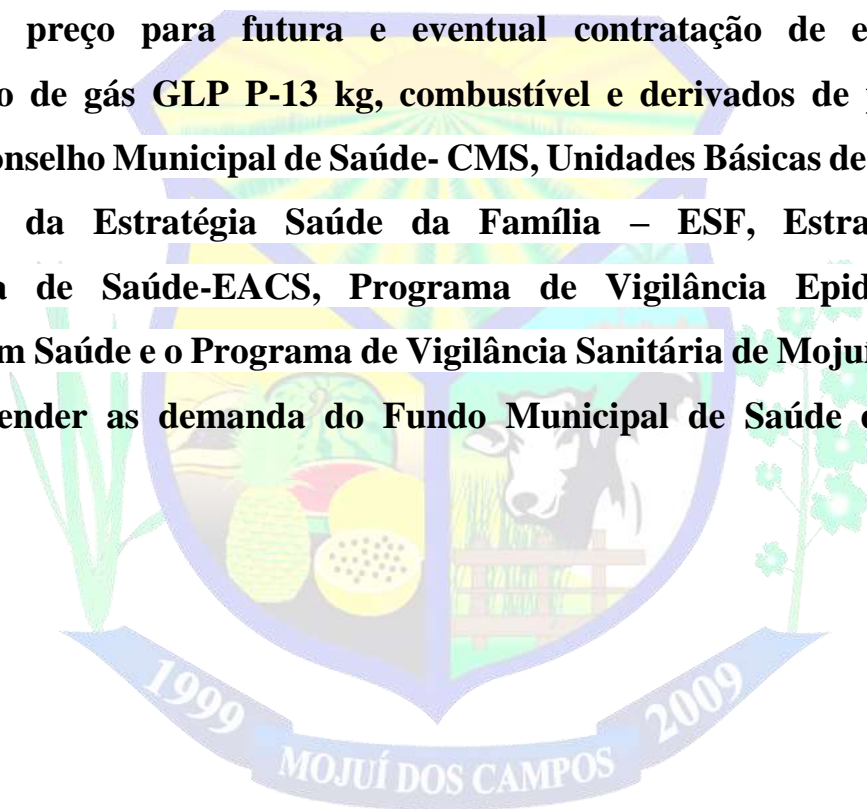 preço para futura e eventual contratação de e
o de gás GLP P-13 kg, combustível e derivados de
onselho Municipal de Saúde- CMS, Unidades Básicas de
da Estratégia Saúde da Família – ESF, Estra
a de Saúde-EACS, Programa de Vigilância Epid
m Saúde e o Programa de Vigilância Sanitária de Mojuí
ender as demanda do Fundo Municipal de Saúde
1999
2009
MOJUÍ DOS CAMPOS